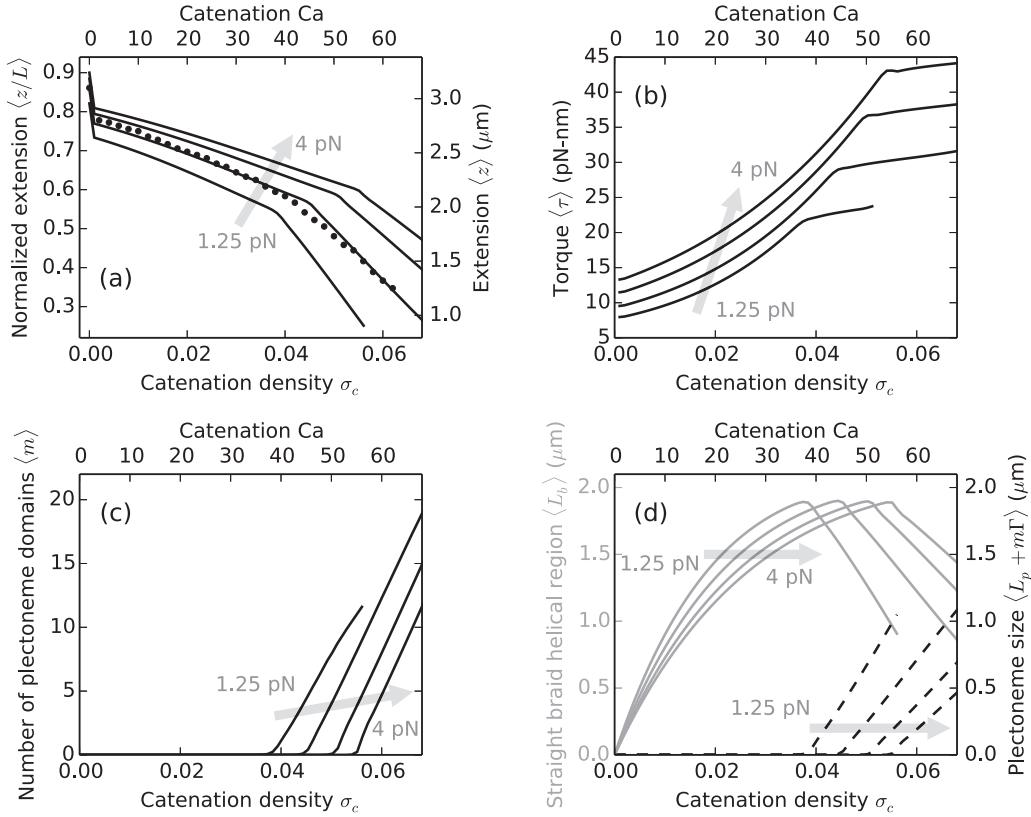 Catenation Ca
0 10 20 30 40 50 60
Normalized extension ⟨z/L⟩
0.9
0.8
0.7
0.6
0.5
0.4
0.3
4 pN
1.25 pN
(a)
3.0
2.5
2.0
1.5
1.0
Extension ⟨z⟩ (μm)
0.00 0.02 0.04 0.06
Catenation density σc
Catenation Ca
0 10 20 30 40 50 60
Torque ⟨τ⟩ (pN-nm)
45
40
35
30
25
20
15
10
5
(b)
4 pN
1.25 pN
0.00 0.02 0.04 0.06
Catenation density σc
Catenation Ca
0 10 20 30 40 50 60
Number of plectoneme domains ⟨m⟩
20
15
10
5
0
(c)
1.25 pN
4 pN
0.00 0.02 0.04 0.06
Catenation density σc
Catenation Ca
0 10 20 30 40 50 60
Straight braid helical region ⟨Lb⟩ (μm)
2.0
1.5
1.0
0.5
0.0
(d)
1.25 pN
4 pN
1.25 pN
2.0
1.5
1.0
0.5
0.0
Plectoneme size ⟨Lp + mΓ⟩ (μm)
0.00 0.02 0.04 0.06
Catenation density σc